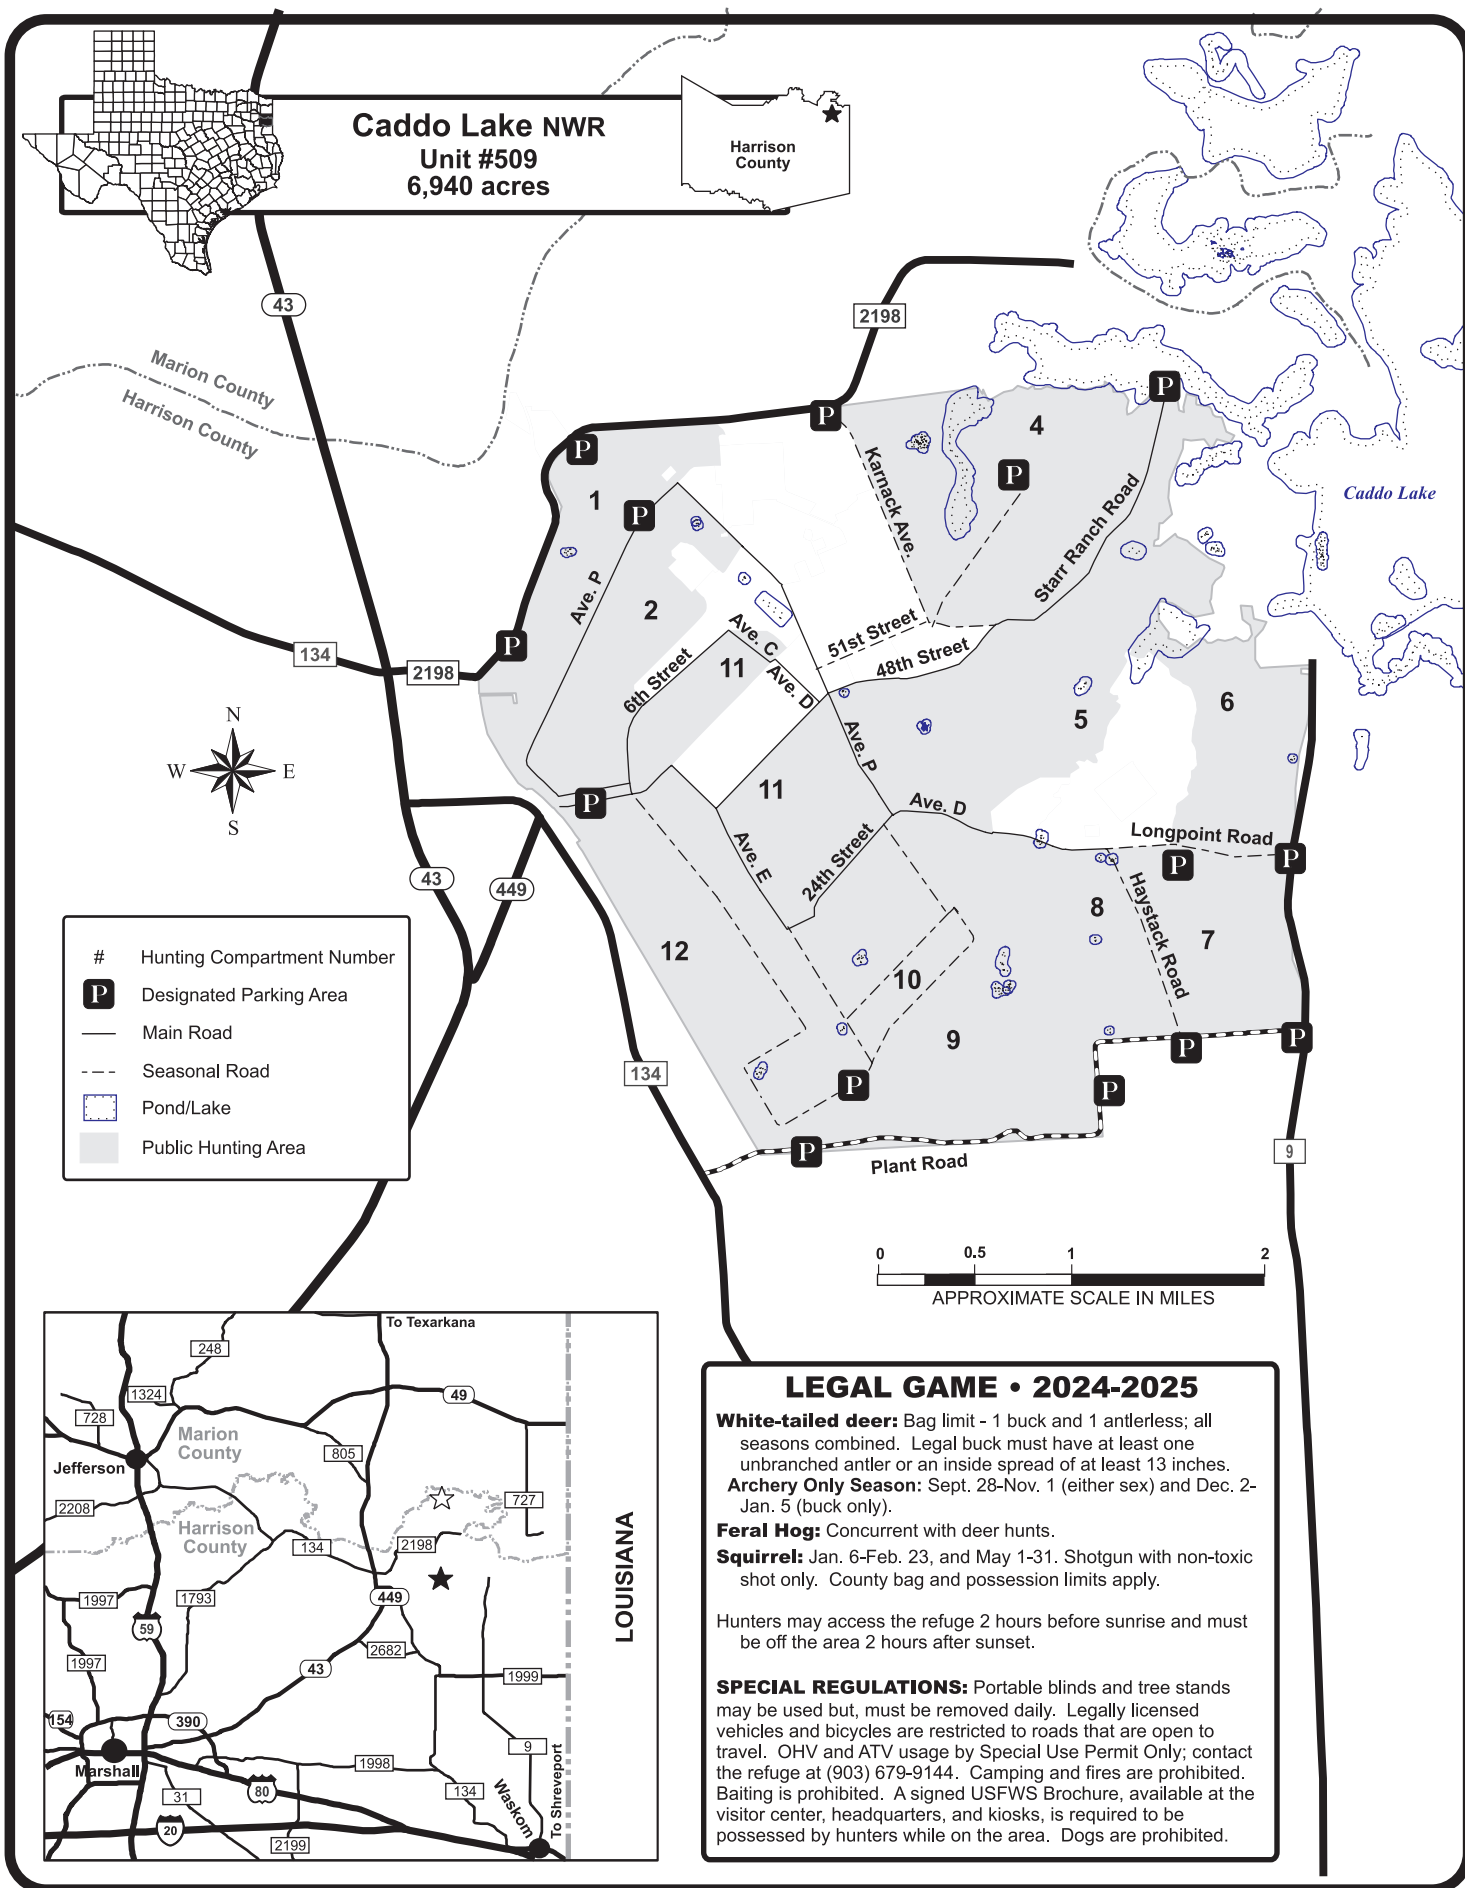 Caddo Lake NWR
Unit #509
6,940 acres
Harrison
County
43
2198
Marion County
Harrison County
P
P
P
4
Karnack Ave.
P
1
P
Starr Ranch Road
Caddo Lake
Ave. P
2
51st Street
Ave. C
48th Street
P
134
2198
6th Street
11
Ave. D
6
5
N
W
E
S
Ave. P
11
P
Ave. D
Longpoint Road
Ave. E
24th Street
P
P
43
449
Haystack Road
8
7
12
10
9
#
Hunting Compartment Number
P
Designated Parking Area
Main Road
Seasonal Road
Pond/Lake
Public Hunting Area
P
P
P
P
134
P
Plant Road
9
0
0.5
1
2
APPROXIMATE SCALE IN MILES
To Texarkana
248
1324
49
728
Marion
County
805
Jefferson
2208
727
Harrison
County
134
2198
1997
1793
449
59
LOUISIANA
2682
1997
43
1999
154
390
9
Marshall
1998
To Shreveport
31
80
134
Waskom
20
2199
LEGAL GAME • 2024-2025
White-tailed deer: Bag limit - 1 buck and 1 antlerless; all
seasons combined. Legal buck must have at least one
unbranched antler or an inside spread of at least 13 inches.
Archery Only Season: Sept. 28-Nov. 1 (either sex) and Dec. 2-
Jan. 5 (buck only).
Feral Hog: Concurrent with deer hunts.
Squirrel: Jan. 6-Feb. 23, and May 1-31. Shotgun with non-toxic
shot only. County bag and possession limits apply.
Hunters may access the refuge 2 hours before sunrise and must
be off the area 2 hours after sunset.
SPECIAL REGULATIONS: Portable blinds and tree stands
may be used but, must be removed daily. Legally licensed
vehicles and bicycles are restricted to roads that are open to
travel. OHV and ATV usage by Special Use Permit Only; contact
the refuge at (903) 679-9144. Camping and fires are prohibited.
Baiting is prohibited. A signed USFWS Brochure, available at the
visitor center, headquarters, and kiosks, is required to be
possessed by hunters while on the area. Dogs are prohibited.